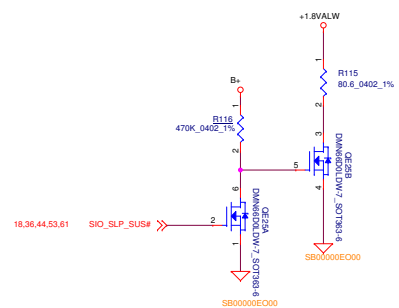 +1.8VALW
1
R115
80.6_0402_1%
2
B+
1
R116
470K_0402_1%
2
3
QE25B
DMN66D0LDW-7_SOT363-6
5
4
6
QE25A
DMN66D0LDW-7_SOT363-6
18,36,44,53,61 SIO_SLP_SUS# 2
1
SB00000EO00
SB00000EO00